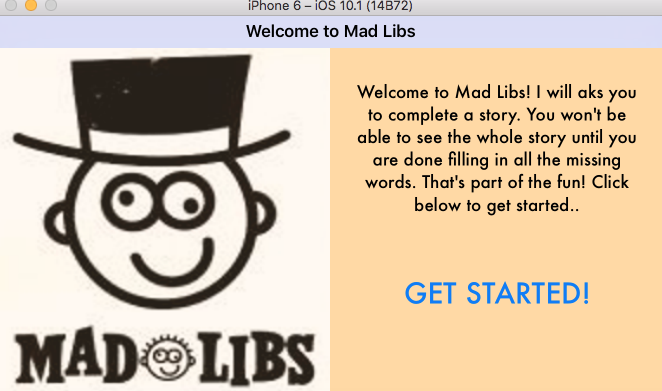 iPhone 6 – iOS 10.1 (14B72)
Welcome to Mad Libs
Welcome to Mad Libs! I will aks you
to complete a story. You won't be
able to see the whole story until you
are done filling in all the missing
words. That's part of the fun! Click
below to get started..
GET STARTED!
MAD LIBS